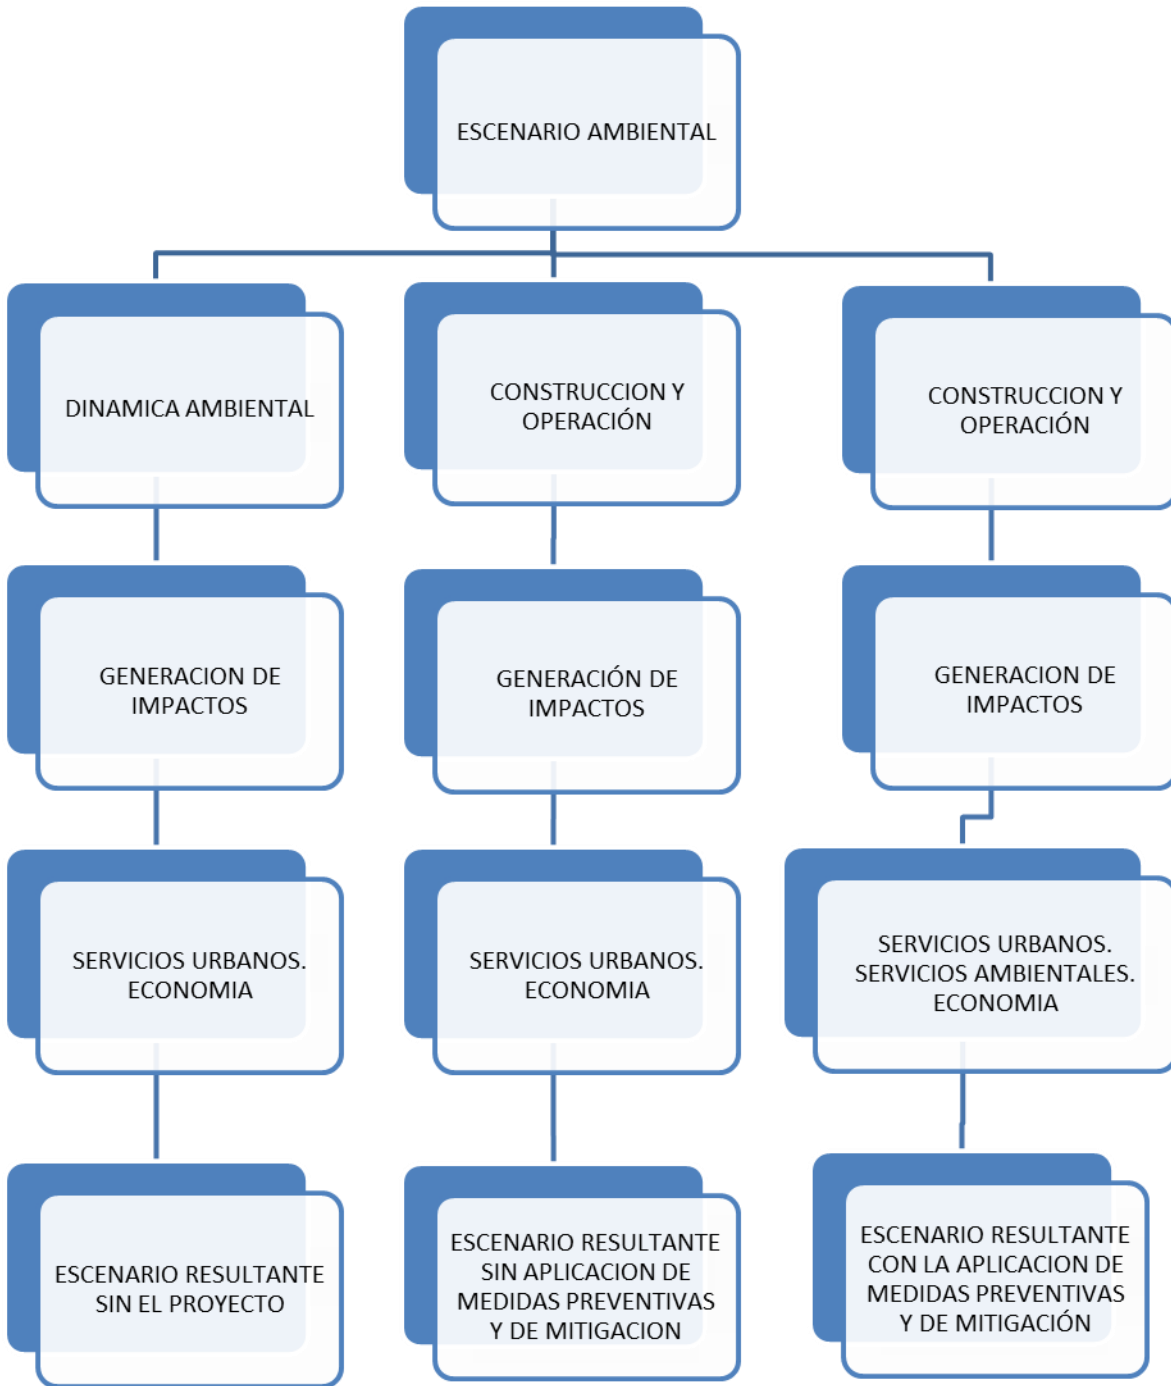 ESCENARIO AMBIENTAL
DINAMICA AMBIENTAL
CONSTRUCCION Y
OPERACIÓN
CONSTRUCCION Y
OPERACIÓN
GENERACION DE
IMPACTOS
GENERACIÓN DE
IMPACTOS
GENERACION DE
IMPACTOS
SERVICIOS URBANOS.
ECONOMIA
SERVICIOS URBANOS.
ECONOMIA
SERVICIOS URBANOS.
SERVICIOS AMBIENTALES.
ECONOMIA
ESCENARIO RESULTANTE
SIN EL PROYECTO
ESCENARIO RESULTANTE
SIN APLICACION DE
MEDIDAS PREVENTIVAS
Y DE MITIGACION
ESCENARIO RESULTANTE
CON LA APLICACION DE
MEDIDAS PREVENTIVAS
Y DE MITIGACIÓN